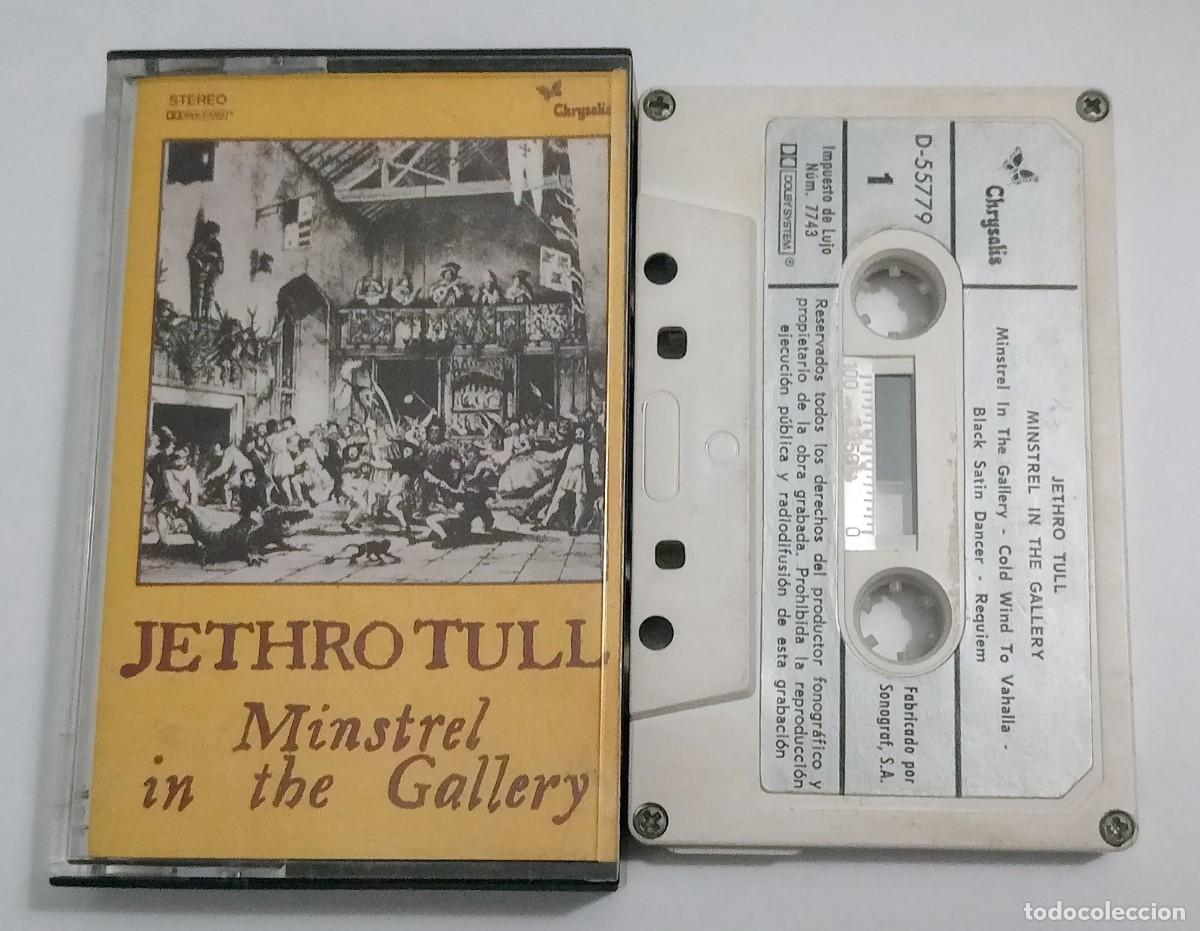 STEREO
Chrysalis
JETHRO TULL
Minstrel
in the Gallery
Chrysalis
D-55779
1
Impuesto de Lujo
Núm. 7743
DOLBY SYSTEM
JETHRO TULL
MINSTREL IN THE GALLERY
Minstrel In The Gallery - Cold Wind To Vahalla -
Black Satin Dancer - Requiem
100 50 0
Fabricado por
Sonograf, S.A.
Reservados todos los derechos del productor fonográfico y
propietario de la obra grabada. Prohibida la reproducción
ejecución pública y radiodifusión de esta grabación
todocoleccion